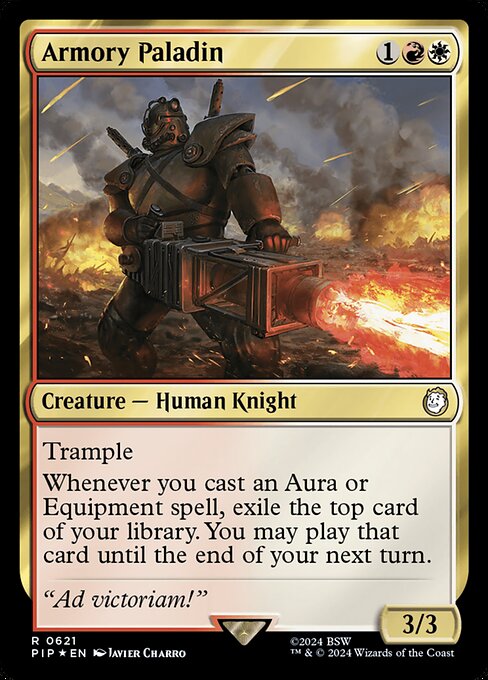 Armory Paladin 1
Creature — Human Knight
Trample
Whenever you cast an Aura or
Equipment spell, exile the top card
of your library. You may play that
card until the end of your next turn.
“Ad victoriam!”
3/3
R 0621
PIP ★ EN Javier Charro
©2024 BSW
™ & © 2024 Wizards of the Coast